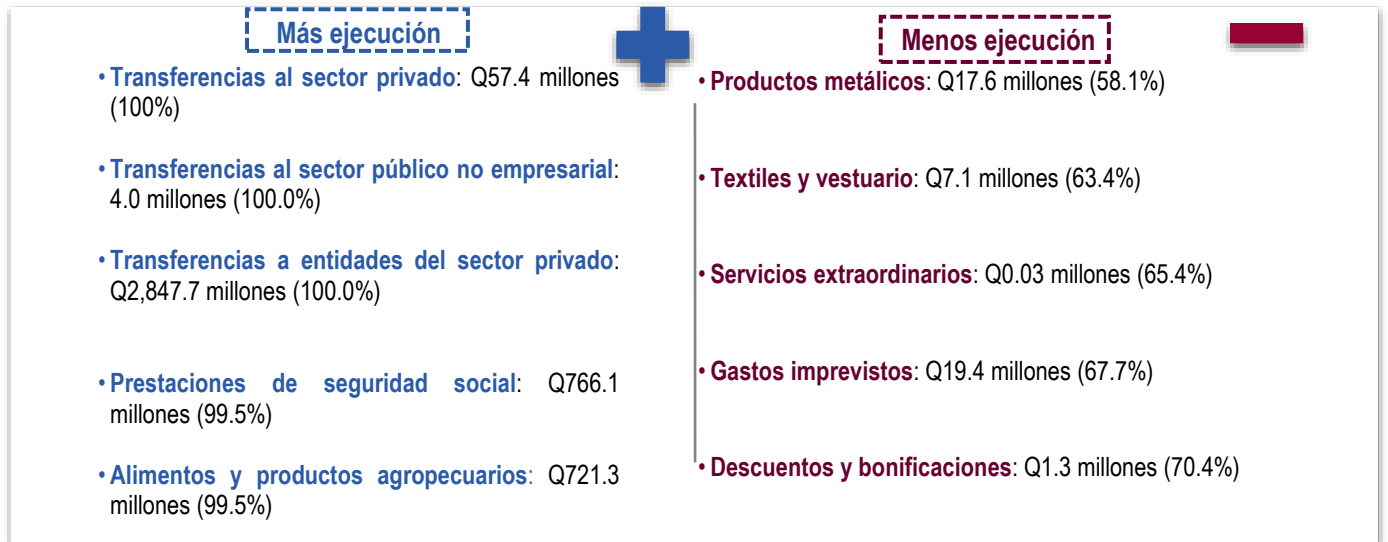 Más ejecución
• Transferencias al sector privado: Q57.4 millones
(100%)
• Transferencias al sector público no empresarial:
4.0 millones (100.0%)
• Transferencias a entidades del sector privado:
Q2,847.7 millones (100.0%)
• Prestaciones de seguridad social: Q766.1
millones (99.5%)
• Alimentos y productos agropecuarios: Q721.3
millones (99.5%)
Menos ejecución
• Productos metálicos: Q17.6 millones (58.1%)
• Textiles y vestuario: Q7.1 millones (63.4%)
• Servicios extraordinarios: Q0.03 millones (65.4%)
• Gastos imprevistos: Q19.4 millones (67.7%)
• Descuentos y bonificaciones: Q1.3 millones (70.4%)